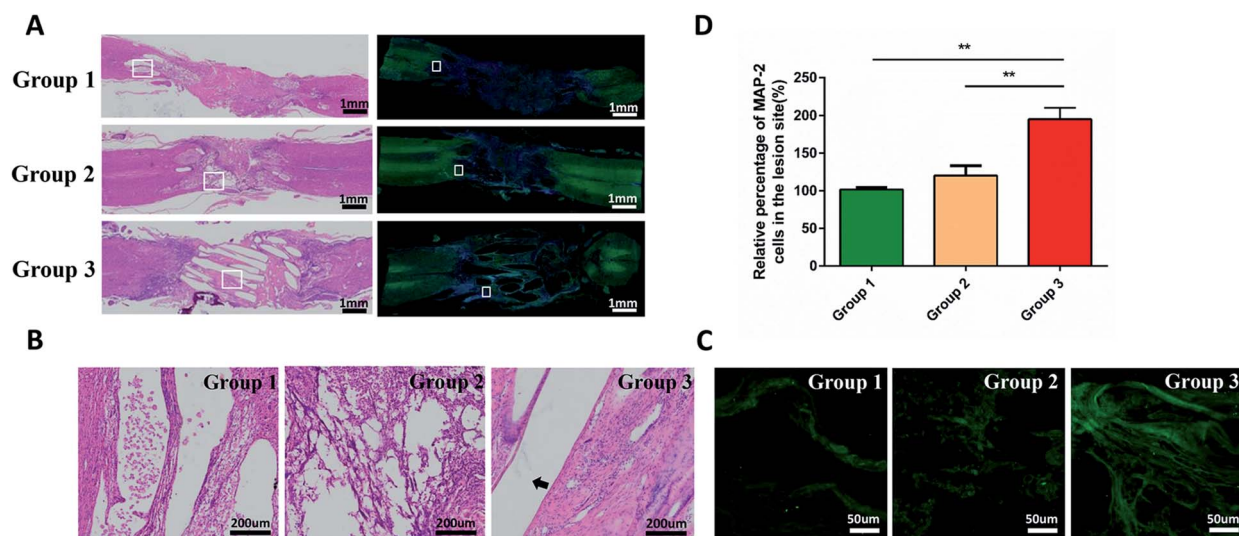 A
Group 1
1mm
1mm
Group 2
1mm
1mm
Group 3
1mm
1mm
D
**
**
Relative percentage of MAP-2
cells in the lesion site(%)
250
200
150
100
50
0
Group 1
Group 2
Group 3
B
Group 1
200um
Group 2
200um
Group 3
200um
C
Group 1
50um
Group 2
50um
Group 3
50um